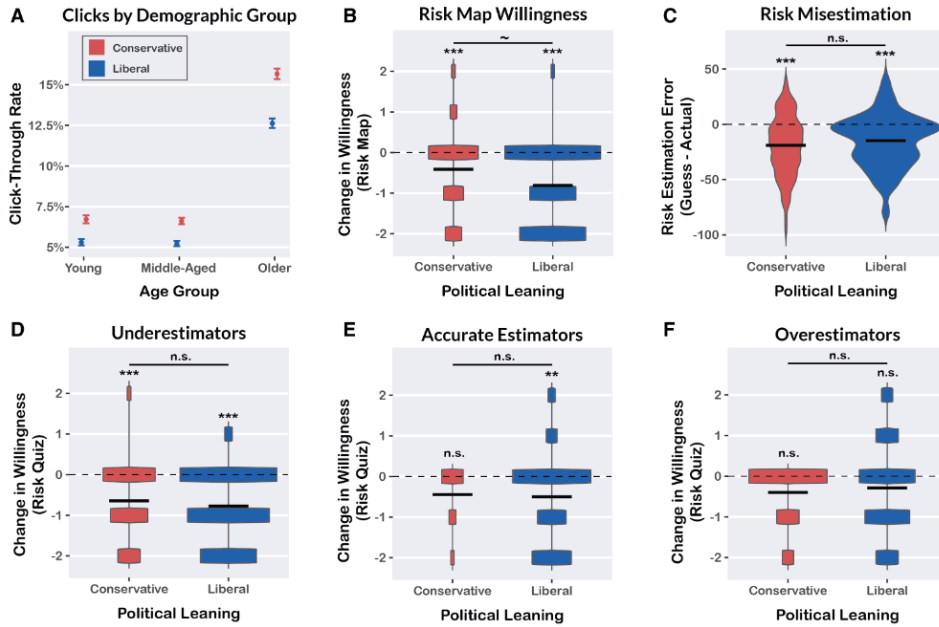 A
Clicks by Demographic Group
Conservative
Liberal
15%
12.5%
7.5%
5%
Click-Through Rate
Young
Middle-Aged
Older
Age Group
B
Risk Map Willingness
~
***
***
2
1
0
-1
-2
Change in Willingness
(Risk Map)
Conservative
Liberal
Political Leaning
C
Risk Misestimation
n.s.
***
***
50
0
-50
-100
Risk Estimation Error
(Guess - Actual)
Conservative
Liberal
Political Leaning
D
Underestimators
n.s.
***
***
2
1
0
-1
-2
Change in Willingness
(Risk Quiz)
Conservative
Liberal
Political Leaning
E
Accurate Estimators
n.s.
**
n.s.
2
1
0
-1
-2
Change in Willingness
(Risk Quiz)
Conservative
Liberal
Political Leaning
F
Overestimators
n.s.
n.s.
n.s.
2
1
0
-1
-2
Change in Willingness
(Risk Quiz)
Conservative
Liberal
Political Leaning